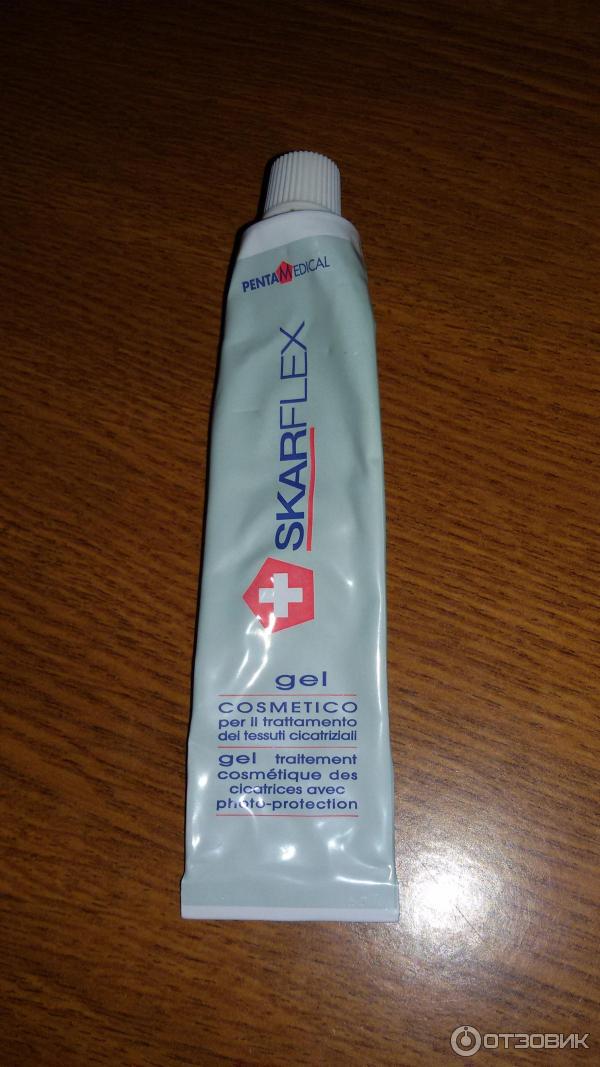 PENTAMEDICAL
SKARFLEX
gel
COSMETICO
per il trattamento
dei tessuti cicatriziali
gel traitement
cosmétique des
cicatrices avec
photo-protection
ОТЗОВИК